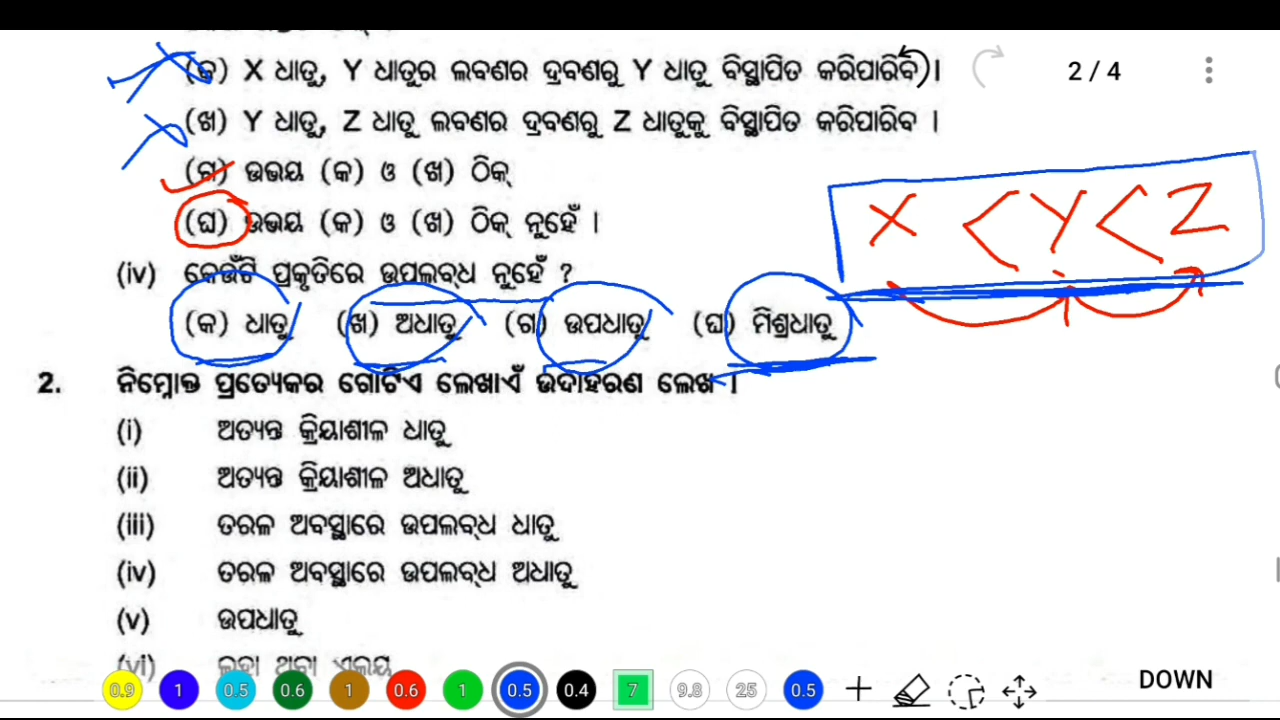 (କ) X ଧାତୁ, Y ଧାତୁର ଲବଣର ଦ୍ରବଣରୁ Y ଧାତୁ ବିସ୍ଥାପିତ କରିପାରିବ।
2 / 4
(ଖ) Y ଧାତୁ, Z ଧାତୁ ଲବଣର ଦ୍ରବଣରୁ Z ଧାତୁକୁ ବିସ୍ଥାପିତ କରିପାରିବ ।
(ଗ) ଉଭୟ (କ) ଓ (ଖ) ଠିକ୍
(ଘ) ଉଭୟ (କ) ଓ (ଖ) ଠିକ୍ ନୁହେଁ ।
X < Y < Z
(iv) କେଉଁଟି ପ୍ରକୃତିରେ ଉପଲବ୍ଧ ନୁହେଁ ?
(କ) ଧାତୁ (ଖ) ଅଧାତୁ (ଗ) ଉପଧାତୁ (ଘ) ମିଶ୍ରଧାତୁ
2. ନିମ୍ନୋକ୍ତ ପ୍ରତ୍ୟେକର ଗୋଟିଏ ଲେଖାଏଁ ଉଦାହରଣ ଲେଖ ।
(i) ଅତ୍ୟନ୍ତ କ୍ରିୟାଶୀଳ ଧାତୁ
(ii) ଅତ୍ୟନ୍ତ କ୍ରିୟାଶୀଳ ଅଧାତୁ
(iii) ତରଳ ଅବସ୍ଥାରେ ଉପଲବ୍ଧ ଧାତୁ
(iv) ତରଳ ଅବସ୍ଥାରେ ଉପଲବ୍ଧ ଅଧାତୁ
(v) ଉପଧାତୁ
(vi)
0.9 1 0.5 0.6 1 0.6 1 0.5 0.4 7 9.8 25 0.5
DOWN